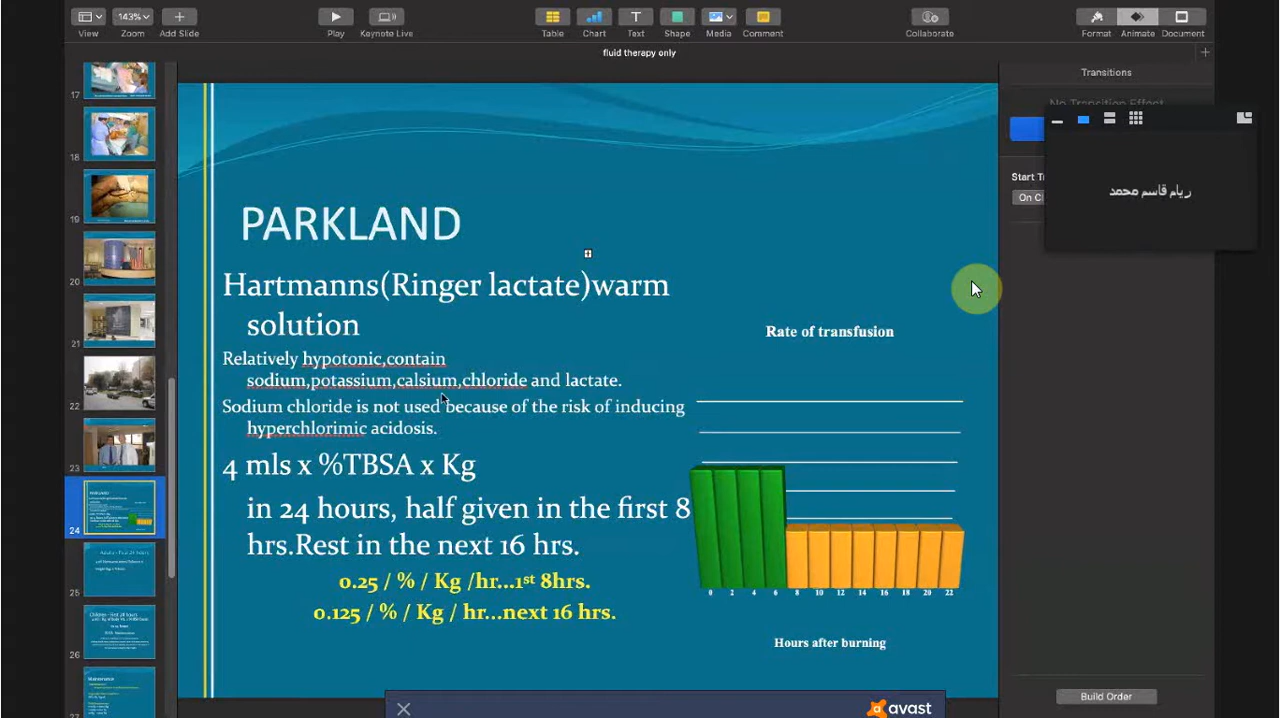 143%
View
Zoom
Add Slide
Play
Keynote Live
Table
Chart
Text
Shape
Media
Comment
Collaborate
Format
Animate
Document
fluid therapy only
Transitions
No Transition Effect
ريام قاسم محمد
17
18
19
20
21
22
23
24
25
26
PARKLAND
Hartmanns(Ringer lactate)warm
solution
Relatively hypotonic,contain
sodium,potassium,calsium,chloride and lactate.
Sodium chloride is not used because of the risk of inducing
hyperchlorimic acidosis.
4 mls x %TBSA x Kg
in 24 hours, half given in the first 8
hrs.Rest in the next 16 hrs.
0.25 / % / Kg /hr...1st 8hrs.
0.125 / % / Kg / hr...next 16 hrs.
Rate of transfusion
0 2 4 6 8 10 12 14 16 18 20 22
Hours after burning
Build Order
avast